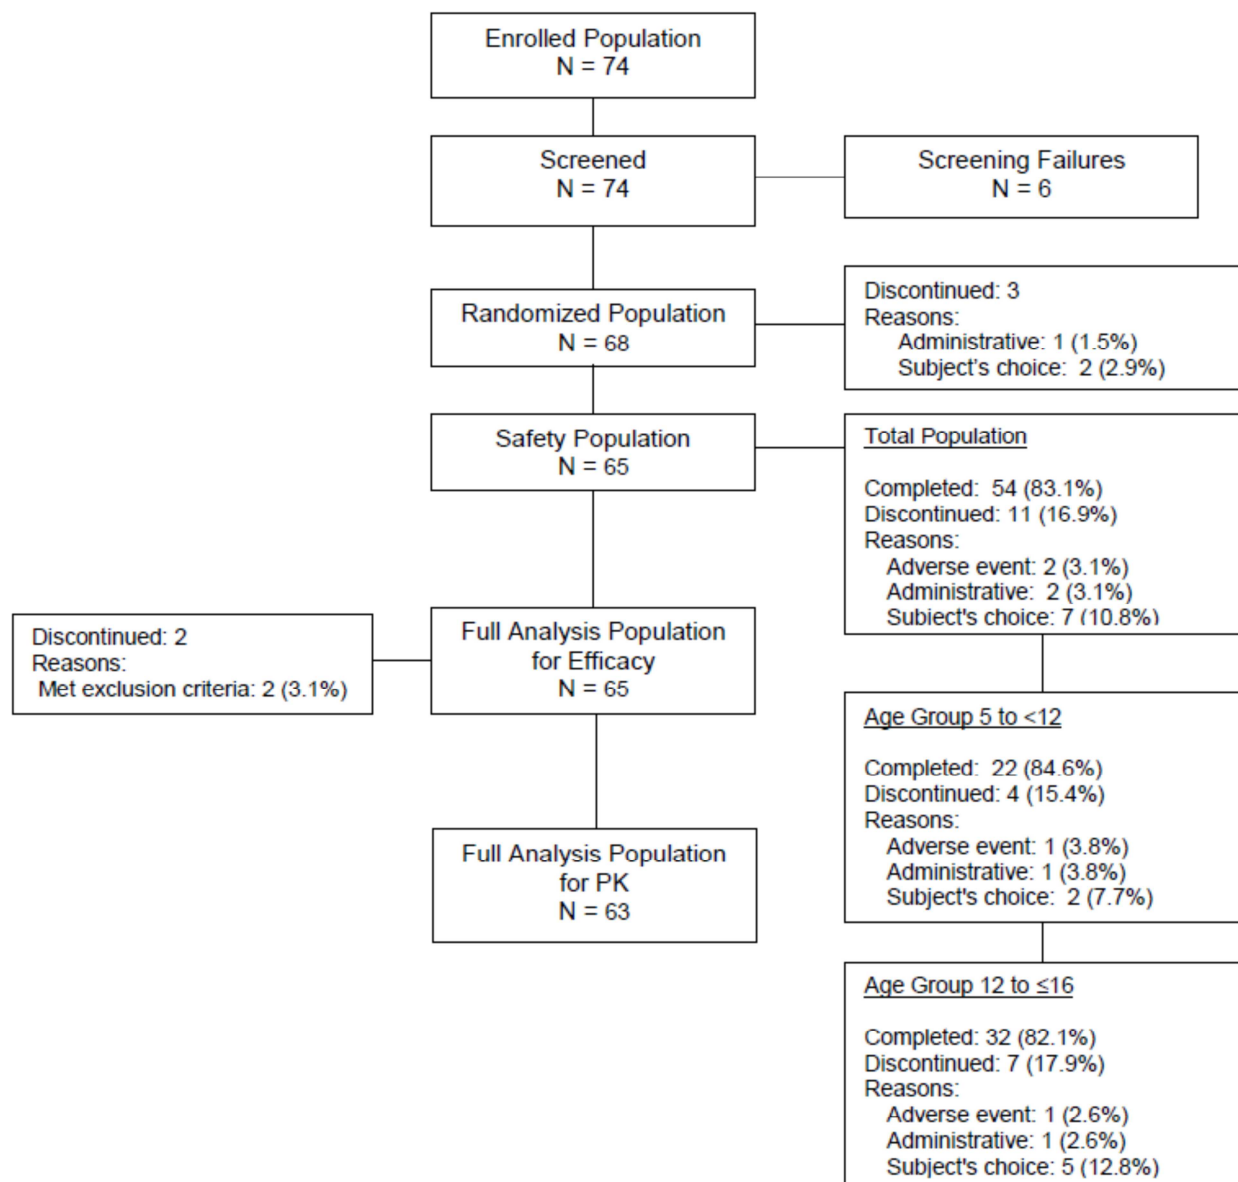 Enrolled Population
N = 74
Screened
N = 74
Screening Failures
N = 6
Randomized Population
N = 68
Discontinued: 3
Reasons:
Administrative: 1 (1.5%)
Subject's choice: 2 (2.9%)
Safety Population
N = 65
Total Population
Completed: 54 (83.1%)
Discontinued: 11 (16.9%)
Reasons:
Adverse event: 2 (3.1%)
Administrative: 2 (3.1%)
Subject's choice: 7 (10.8%)
Discontinued: 2
Reasons:
Met exclusion criteria: 2 (3.1%)
Full Analysis Population
for Efficacy
N = 65
Age Group 5 to <12
Completed: 22 (84.6%)
Discontinued: 4 (15.4%)
Reasons:
Adverse event: 1 (3.8%)
Administrative: 1 (3.8%)
Subject's choice: 2 (7.7%)
Full Analysis Population
for PK
N = 63
Age Group 12 to ≤16
Completed: 32 (82.1%)
Discontinued: 7 (17.9%)
Reasons:
Adverse event: 1 (2.6%)
Administrative: 1 (2.6%)
Subject's choice: 5 (12.8%)